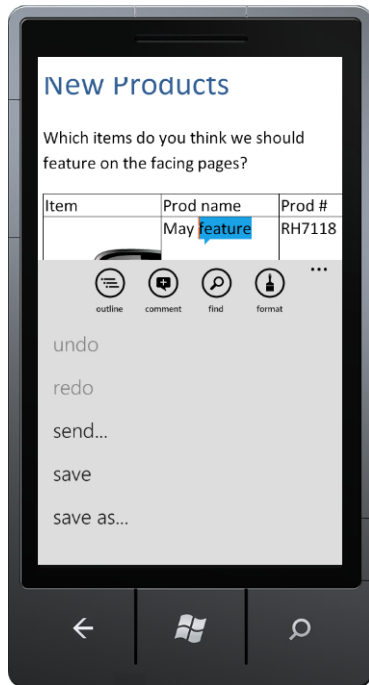 New Products
Which items do you think we should
feature on the facing pages?
Item Prod name Prod #
May feature RH7118
outline comment find format
undo
redo
send...
save
save as...